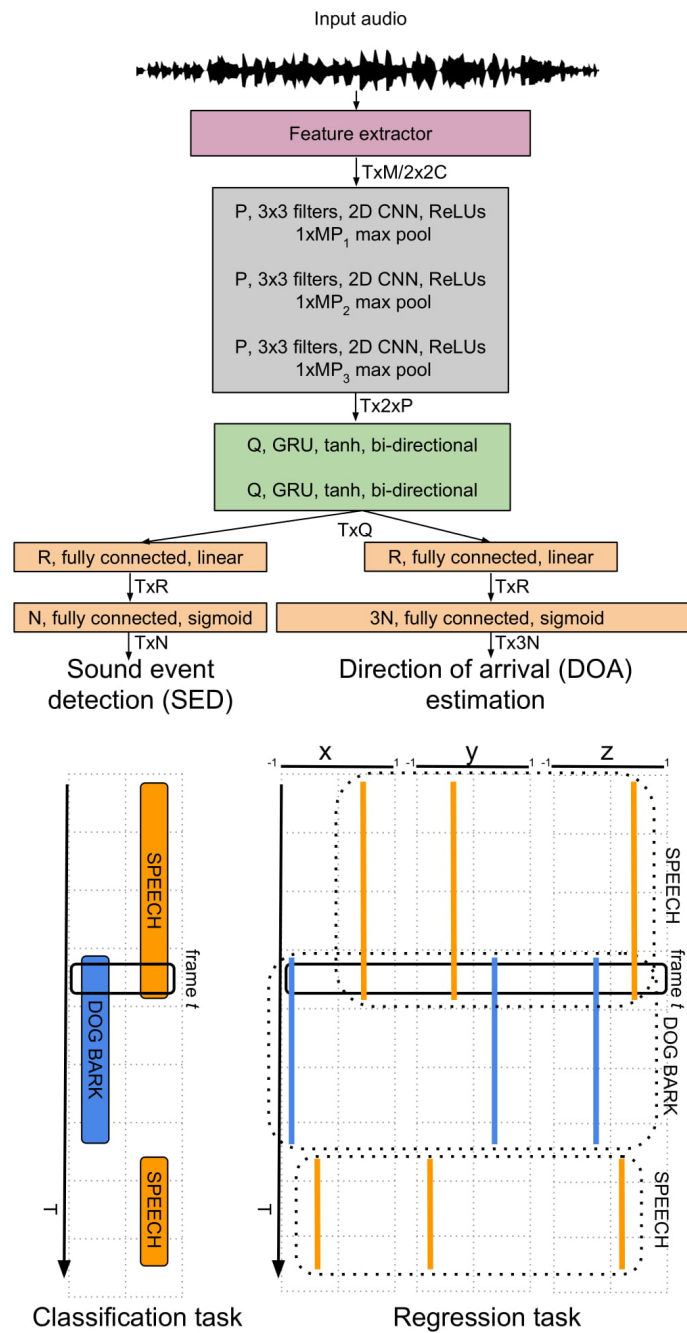 Input audio
Feature extractor
TxM/2x2C
P, 3x3 filters, 2D CNN, ReLUs
1xMP₁ max pool
P, 3x3 filters, 2D CNN, ReLUs
1xMP₂ max pool
P, 3x3 filters, 2D CNN, ReLUs
1xMP₃ max pool
Tx2xP
Q, GRU, tanh, bi-directional
Q, GRU, tanh, bi-directional
TxQ
R, fully connected, linear
R, fully connected, linear
TxR
TxR
N, fully connected, sigmoid
3N, fully connected, sigmoid
TxN
Tx3N
Sound event
detection (SED)
Direction of arrival (DOA)
estimation
-1 x 1
-1 y 1
-1 z 1
SPEECH
SPEECH
frame t
frame t
DOG BARK
DOG BARK
SPEECH
SPEECH
T
T
Classification task
Regression task